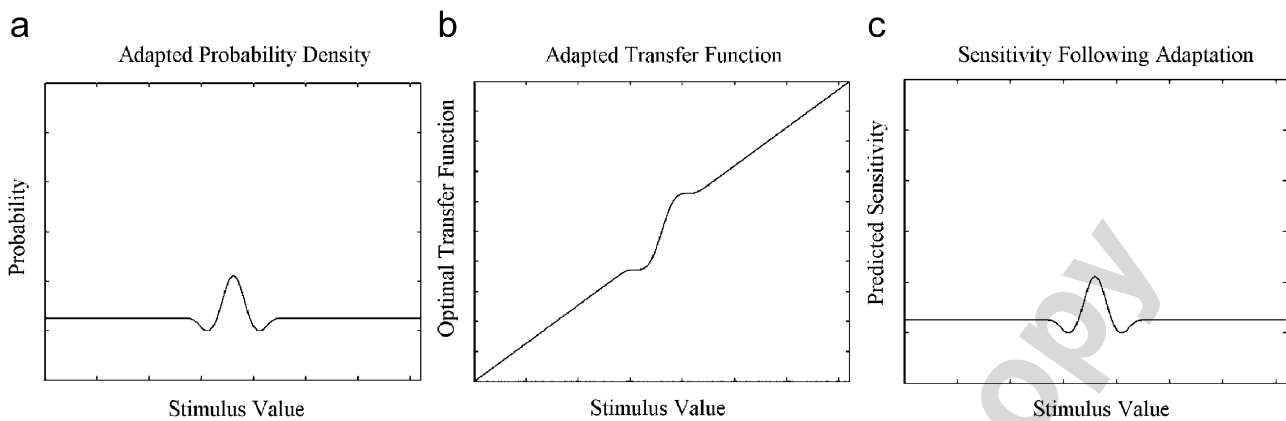 a
Adapted Probability Density
Probability
Stimulus Value
b
Adapted Transfer Function
Optimal Transfer Function
Stimulus Value
c
Sensitivity Following Adaptation
Predicted Sensitivity
Stimulus Value
opy